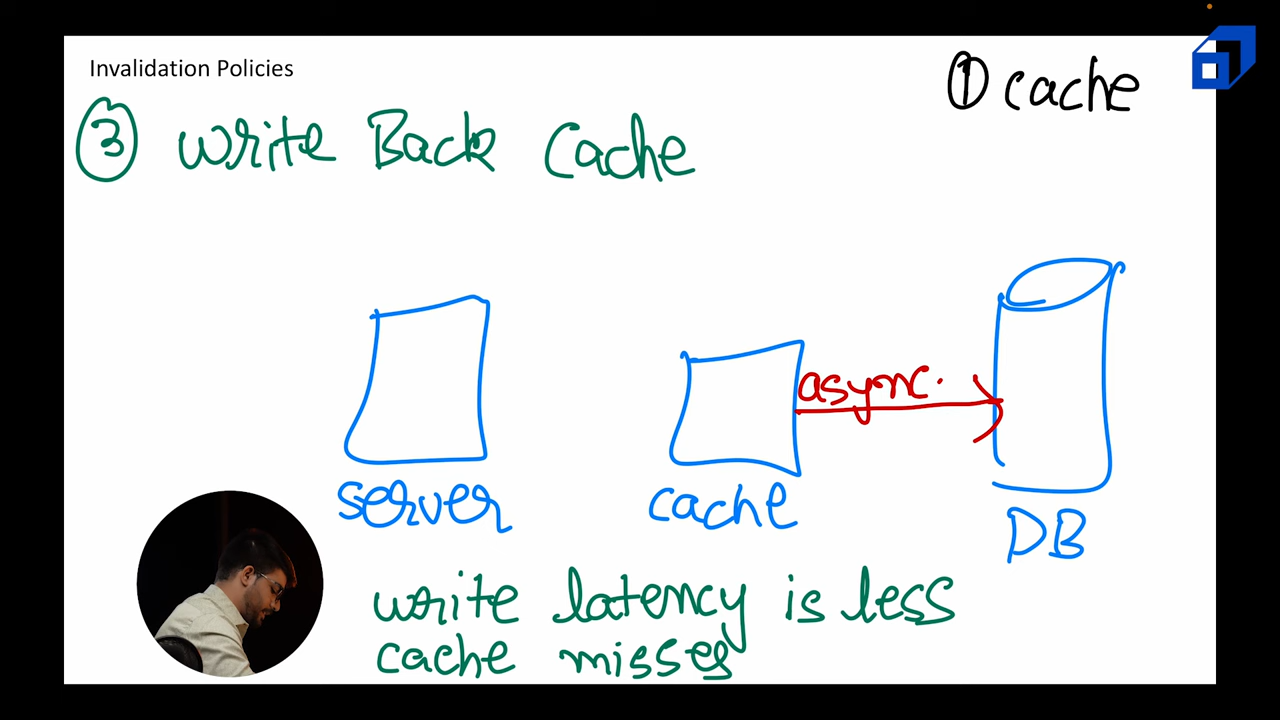 Invalidation Policies
① cache
③ write Back Cache
async.
server
cache
DB
write latency is less
cache misses